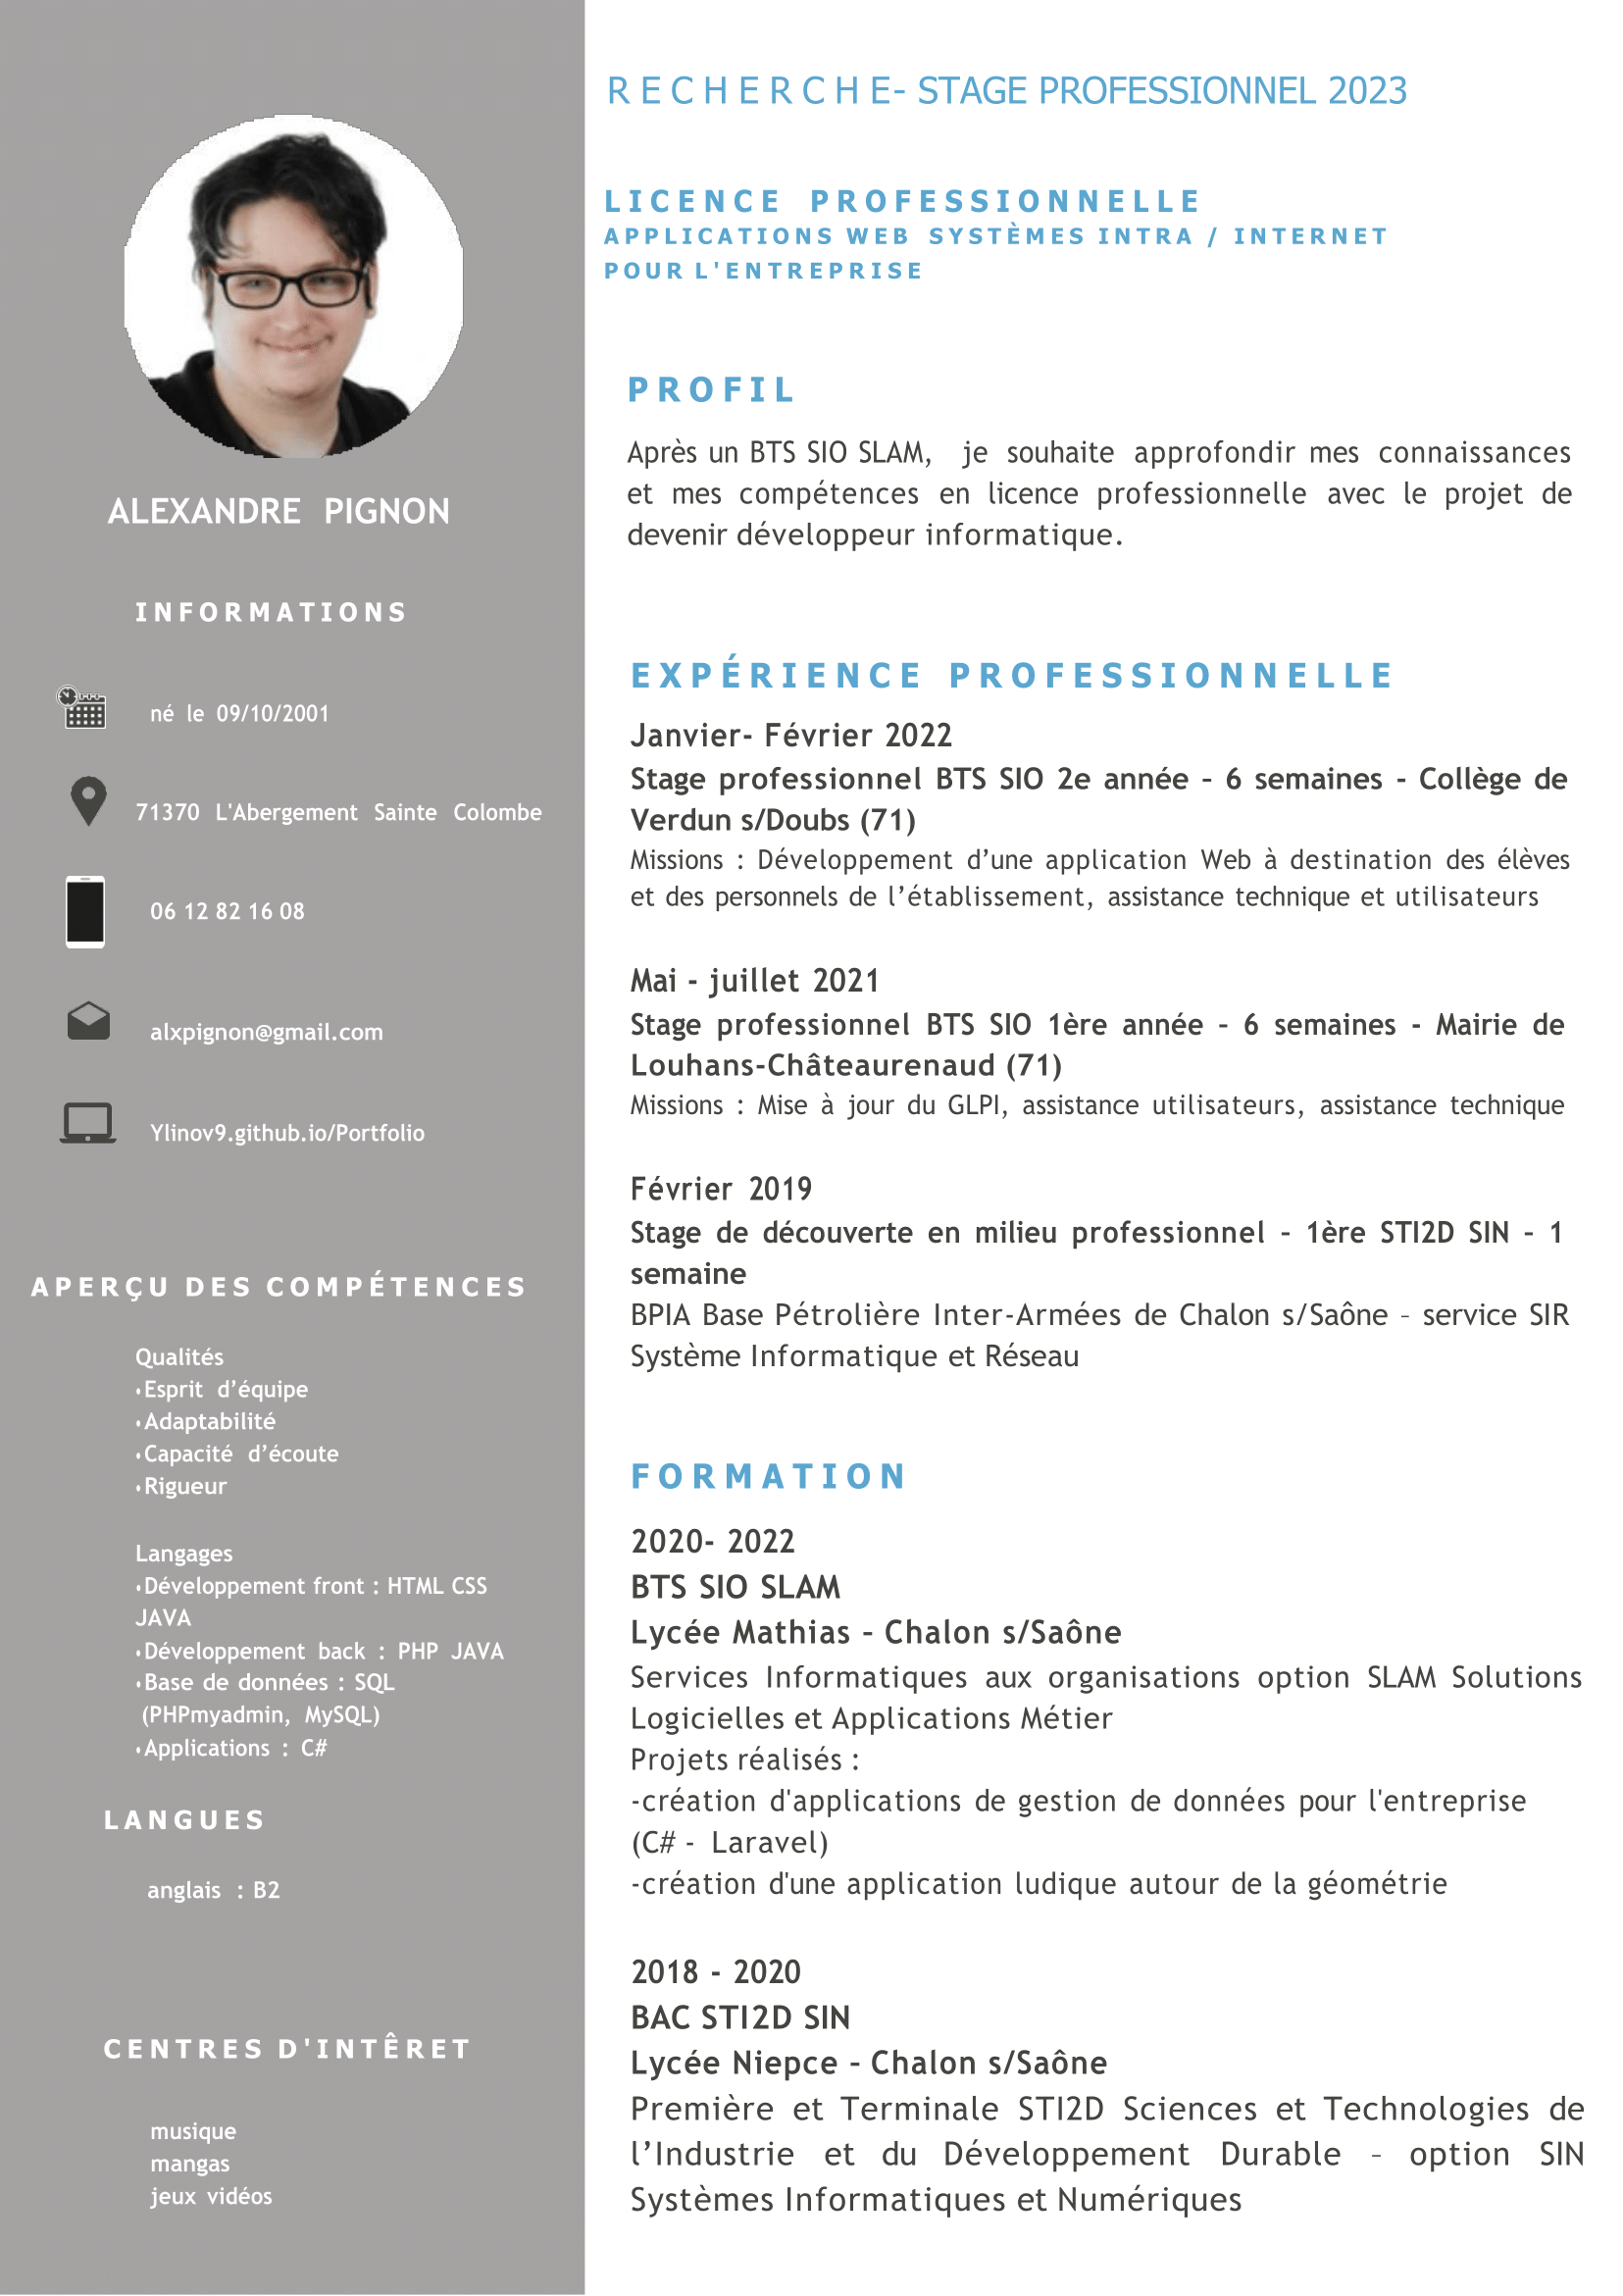 ALEXANDRE PIGNON
INFORMATIONS
né le 09/10/2001
71370 L'Abergement Sainte Colombe
06 12 82 16 08
alxpignon@gmail.com
Ylinov9.github.io/Portfolio
APERÇU DES COMPÉTENCES
Qualités
•Esprit d’équipe
•Adaptabilité
•Capacité d’écoute
•Rigueur
Langages
•Développement front : HTML CSS
JAVA
•Développement back : PHP JAVA
•Base de données : SQL
(PHPmyadmin, MySQL)
•Applications : C#
LANGUES
anglais : B2
CENTRES D'INTÊRET
musique
mangas
jeux vidéos
RECHERCHE- STAGE PROFESSIONNEL 2023
LICENCE PROFESSIONNELLE
APPLICATIONS WEB SYSTÈMES INTRA / INTERNET
POUR L'ENTREPRISE
PROFIL
Après un BTS SIO SLAM, je souhaite approfondir mes connaissances
et mes compétences en licence professionnelle avec le projet de
devenir développeur informatique.
EXPÉRIENCE PROFESSIONNELLE
Janvier- Février 2022
Stage professionnel BTS SIO 2e année – 6 semaines - Collège de
Verdun s/Doubs (71)
Missions : Développement d’une application Web à destination des élèves
et des personnels de l’établissement, assistance technique et utilisateurs
Mai - juillet 2021
Stage professionnel BTS SIO 1ère année – 6 semaines - Mairie de
Louhans-Châteaurenaud (71)
Missions : Mise à jour du GLPI, assistance utilisateurs, assistance technique
Février 2019
Stage de découverte en milieu professionnel – 1ère STI2D SIN – 1
semaine
BPIA Base Pétrolière Inter-Armées de Chalon s/Saône – service SIR
Système Informatique et Réseau
FORMATION
2020- 2022
BTS SIO SLAM
Lycée Mathias – Chalon s/Saône
Services Informatiques aux organisations option SLAM Solutions
Logicielles et Applications Métier
Projets réalisés :
-création d'applications de gestion de données pour l'entreprise
(C# - Laravel)
-création d'une application ludique autour de la géométrie
2018 - 2020
BAC STI2D SIN
Lycée Niepce – Chalon s/Saône
Première et Terminale STI2D Sciences et Technologies de
l’Industrie et du Développement Durable – option SIN
Systèmes Informatiques et Numériques